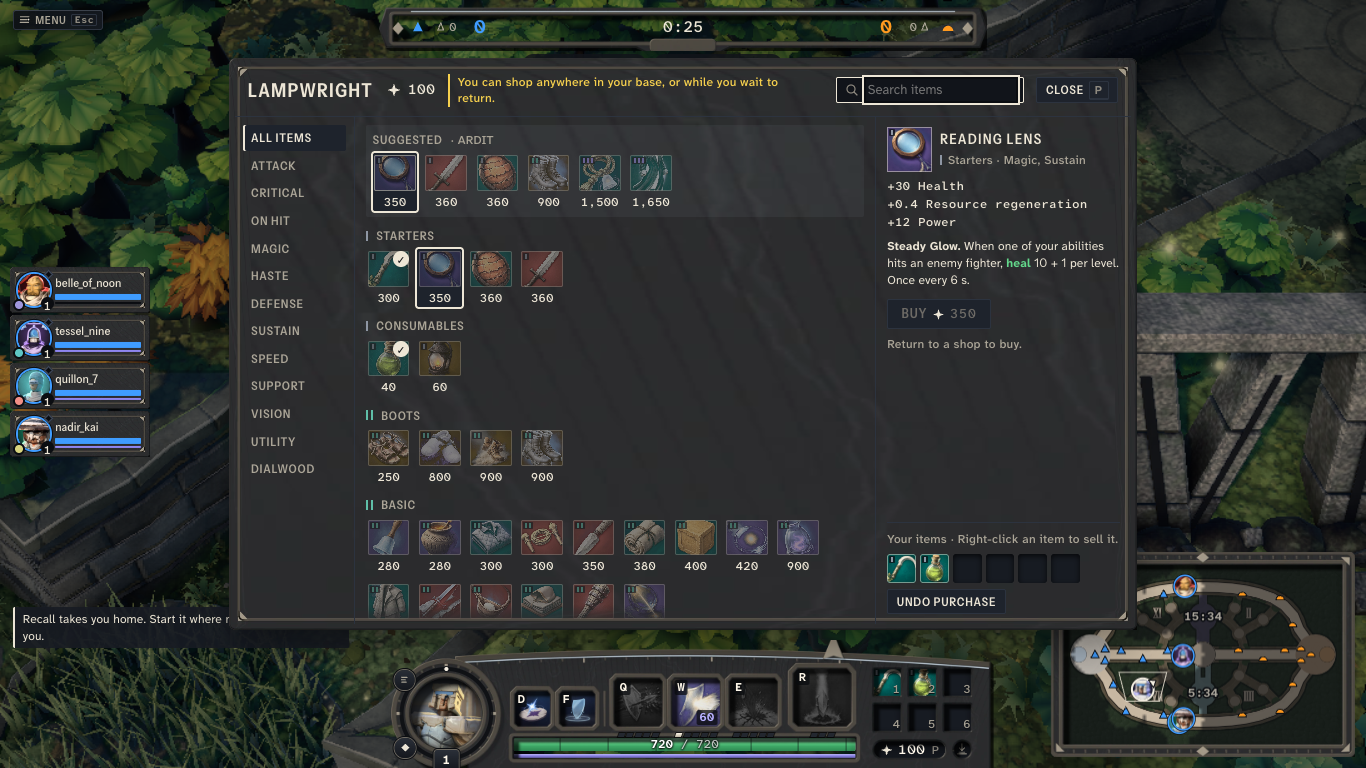 MENU Esc
0 0 0:25 0 0
LAMPWRIGHT 100
You can shop anywhere in your base, or while you wait to
return.
Search items
CLOSE P
ALL ITEMS
ATTACK
CRITICAL
ON HIT
MAGIC
HASTE
DEFENSE
SUSTAIN
SPEED
SUPPORT
VISION
UTILITY
DIALWOOD
SUGGESTED · ARDIT
350 360 360 900 1,500 1,650
STARTERS
300 350 360 360
CONSUMABLES
40 60
BOOTS
250 800 900 900
BASIC
280 280 300 300 350 380 400 420 900
READING LENS
Starters · Magic, Sustain
+30 Health
+0.4 Resource regeneration
+12 Power
Steady Glow. When one of your abilities
hits an enemy fighter, heal 10 + 1 per level.
Once every 6 s.
BUY 350
Return to a shop to buy.
Your items · Right-click an item to sell it.
UNDO PURCHASE
belle_of_noon
1
tessel_nine
1
quillon_7
1
nadir_kai
1
Recall takes you home. Start it where
you.
D F Q W 60 E R
720 / 720
1
1 2 3
4 5 6
100 P
XI II
15:34
5:34
III